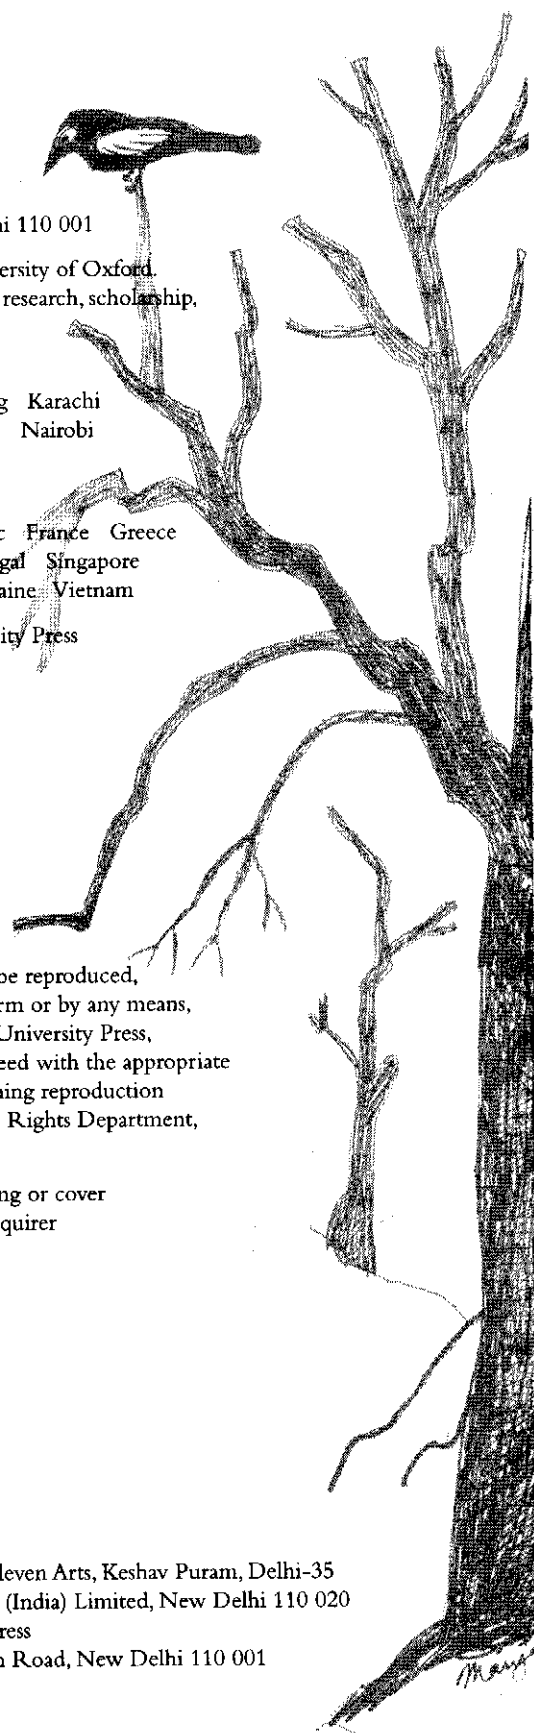 110 001
ersity of Oxford.
research, scholarship,
g Karachi
Nairobi
France Greece
gal Singapore
aine Vietnam
ity Press
be reproduced,
rm or by any means,
University Press,
eed with the appropriate
ning reproduction
Rights Department,
ng or cover
quirer
leven Arts, Keshav Puram, Delhi-35
(India) Limited, New Delhi 110 020
ress
Road, New Delhi 110 001